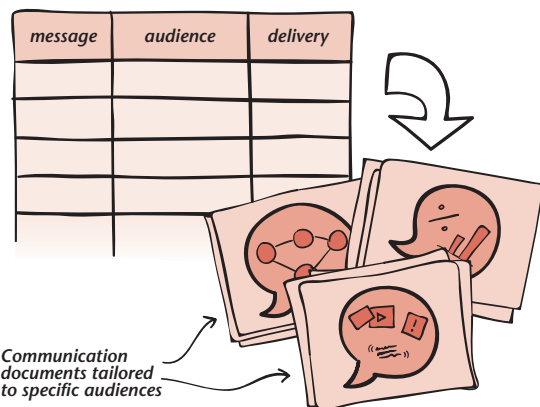 message audience delivery
Communication
documents tailored
to specific audiences